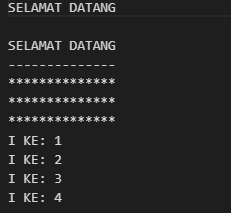 SELAMAT DATANG

SELAMAT DATANG
--------------
**************
**************
**************
I KE: 1
I KE: 2
I KE: 3
I KE: 4